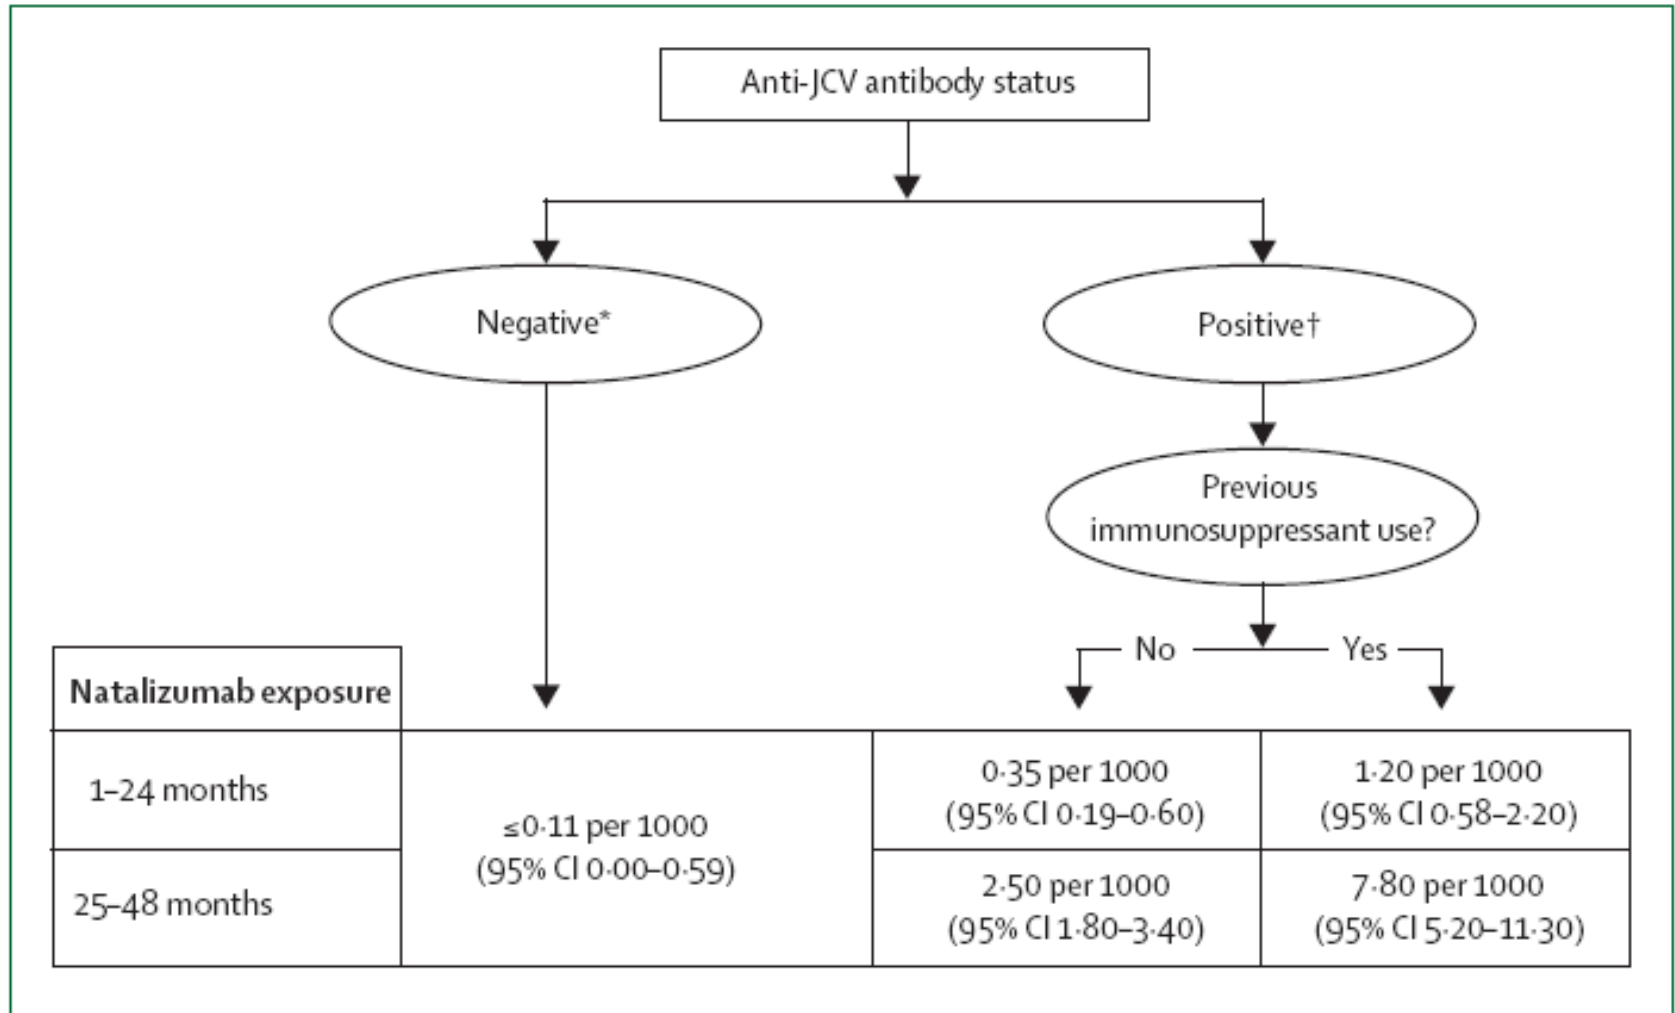 Anti-JCV antibody status
Negative*
Positive†
Previous
immunosuppressant use?
No
Yes
Natalizumab exposure
1–24 months
≤0·11 per 1000
(95% CI 0·00–0·59)
0·35 per 1000
(95% CI 0·19–0·60)
1·20 per 1000
(95% CI 0·58–2·20)
25–48 months
2·50 per 1000
(95% CI 1·80–3·40)
7·80 per 1000
(95% CI 5·20–11·30)